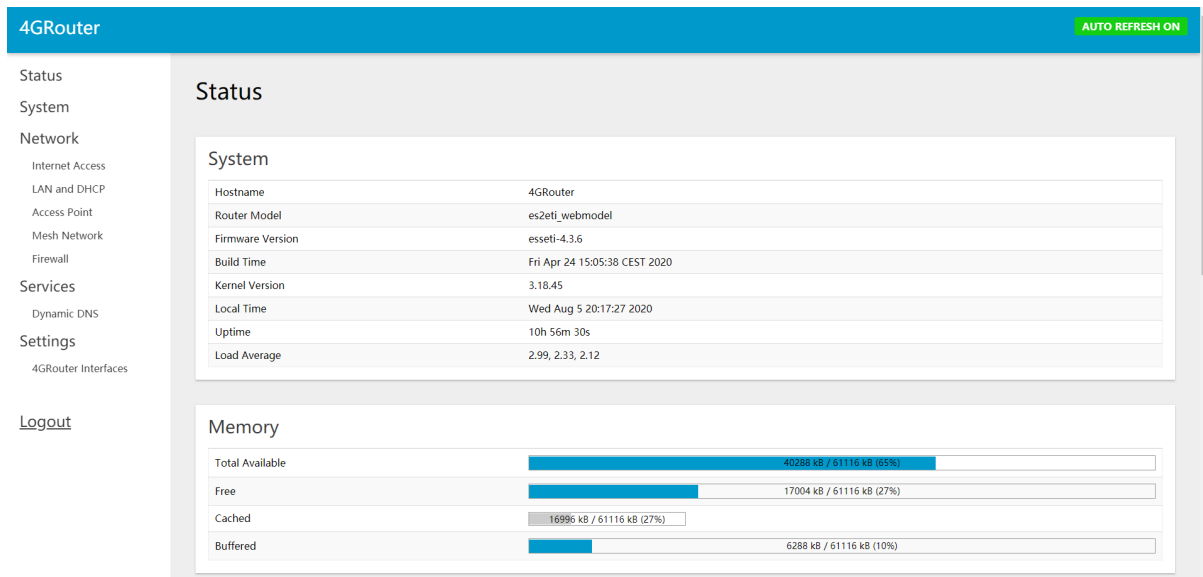 4GRouter
AUTO REFRESH ON
Status
System
Network
Internet Access
LAN and DHCP
Access Point
Mesh Network
Firewall
Services
Dynamic DNS
Settings
4GRouter Interfaces
Logout
Status
System
Hostname 4GRouter
Router Model es2eti_webmodel
Firmware Version esseti-4.3.6
Build Time Fri Apr 24 15:05:38 CEST 2020
Kernel Version 3.18.45
Local Time Wed Aug 5 20:17:27 2020
Uptime 10h 56m 30s
Load Average 2.99, 2.33, 2.12
Memory
Total Available 40288 kB / 61116 kB (65%)
Free 17004 kB / 61116 kB (27%)
Cached 16996 kB / 61116 kB (27%)
Buffered 6288 kB / 61116 kB (10%)